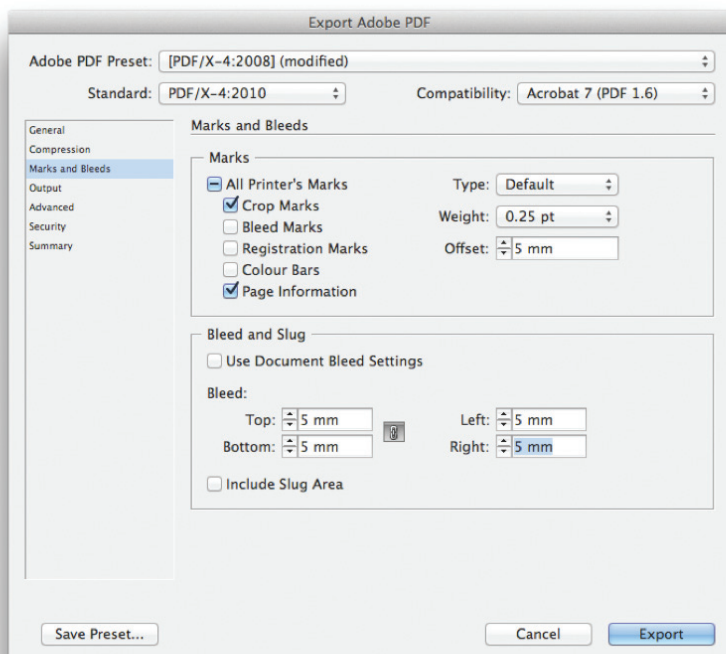 Export Adobe PDF
Adobe PDF Preset: [PDF/X-4:2008] (modified)
Standard: PDF/X-4:2010 Compatibility: Acrobat 7 (PDF 1.6)
General
Compression
Marks and Bleeds
Output
Advanced
Security
Summary
Marks and Bleeds
Marks
All Printer's Marks
Crop Marks
Bleed Marks
Registration Marks
Colour Bars
Page Information
Type: Default
Weight: 0.25 pt
Offset: 5 mm
Bleed and Slug
Use Document Bleed Settings
Bleed:
Top: 5 mm Left: 5 mm
Bottom: 5 mm Right: 5 mm
Include Slug Area
Save Preset... Cancel Export